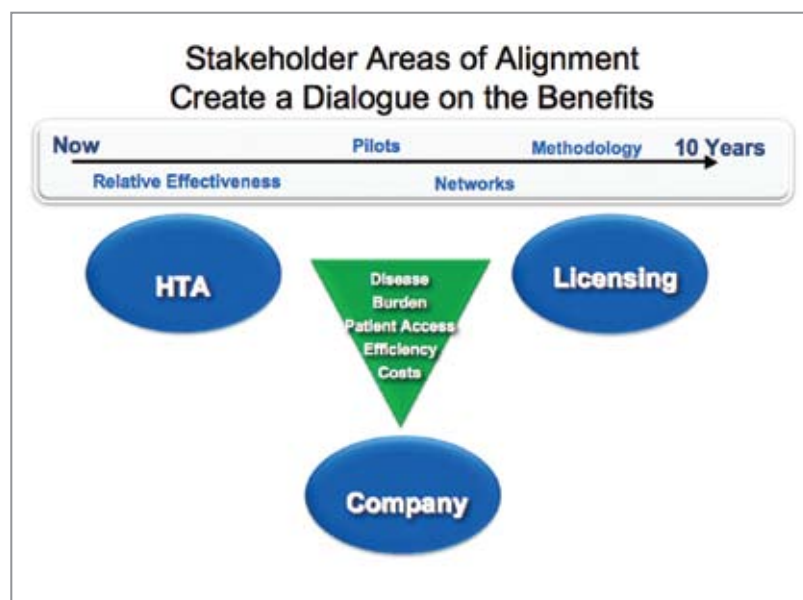 Stakeholder Areas of Alignment
Create a Dialogue on the Benefits
Now
Pilots
Methodology
10 Years
Relative Effectiveness
Networks
HTA
Licensing
Disease
Burden
Patient Access
Efficiency
Costs
Company